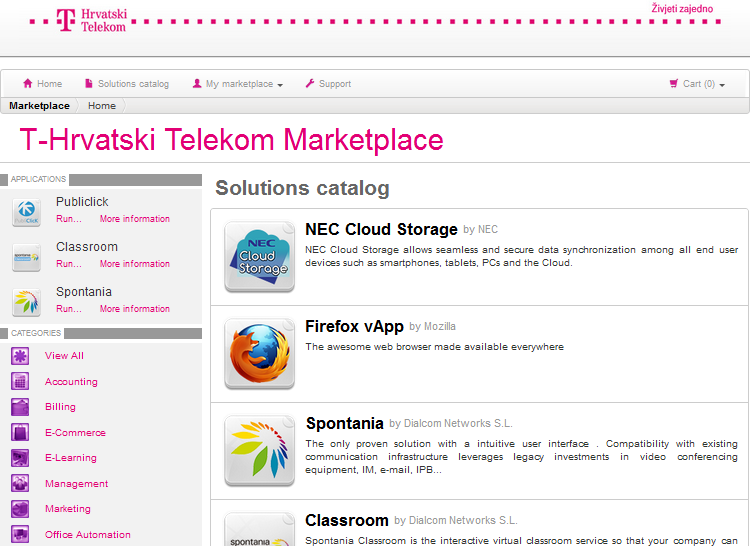 Hrvatski
Telekom
Živjeti zajedno
Home
Solutions catalog
My marketplace
Support
Cart (0)
Marketplace
Home
T-Hrvatski Telekom Marketplace
APPLICATIONS
Publiclick
Run...
More information
Classroom
Run...
More information
Spontania
Run...
More information
CATEGORIES
View All
Accounting
Billing
E-Commerce
E-Learning
Management
Marketing
Office Automation
Solutions catalog
NEC
Cloud
Storage
NEC Cloud Storage by NEC
NEC Cloud Storage allows seamless and secure data synchronization among all end user
devices such as smartphones, tablets, PCs and the Cloud.
Firefox vApp by Mozilla
The awesome web browser made available everywhere
Spontania by Dialcom Networks S.L.
The only proven solution with a intuitive user interface . Compatibility with existing
communication infrastructure leverages legacy investments in video conferencing
equipment, IM, e-mail, IPB...
spontania
Classroom by Dialcom Networks S.L.
Spontania Classroom is the interactive virtual classroom service so that your company can